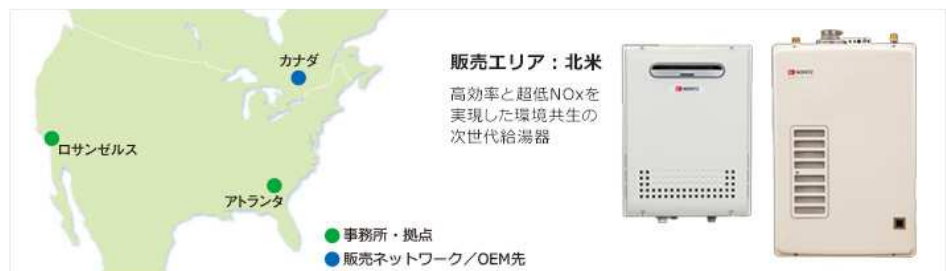 カナダ
ロサンゼルス
アトランタ
事務所・拠点
販売ネットワーク／OEM先
販売エリア：北米
高効率と超低NOxを
実現した環境共生の
次世代給湯器
NORITZ
NORITZ